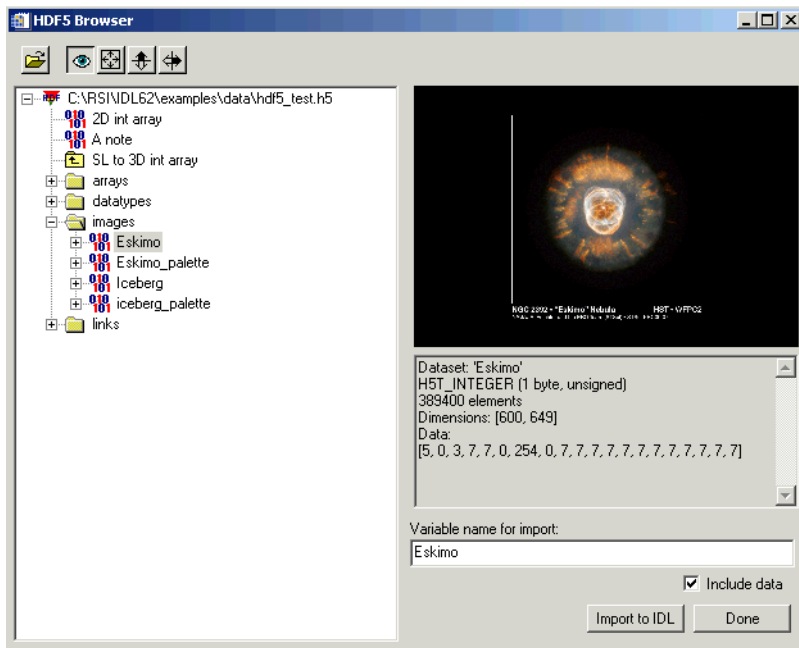 HDF5 Browser
C:\RSI\IDL62\examples\data\hdf5_test.h5
2D int array
A note
SL to 3D int array
arrays
datatypes
images
Eskimo
Eskimo_palette
Iceberg
iceberg_palette
links
NGC 2392 • "Eskimo" Nebula HST • WFPC2
Dataset: 'Eskimo'
H5T_INTEGER (1 byte, unsigned)
389400 elements
Dimensions: [600, 649]
Data:
[5, 0, 3, 7, 7, 0, 254, 0, 7, 7, 7, 7, 7, 7, 7, 7, 7, 7, 7, 7]
Variable name for import:
Eskimo
Include data
Import to IDL
Done